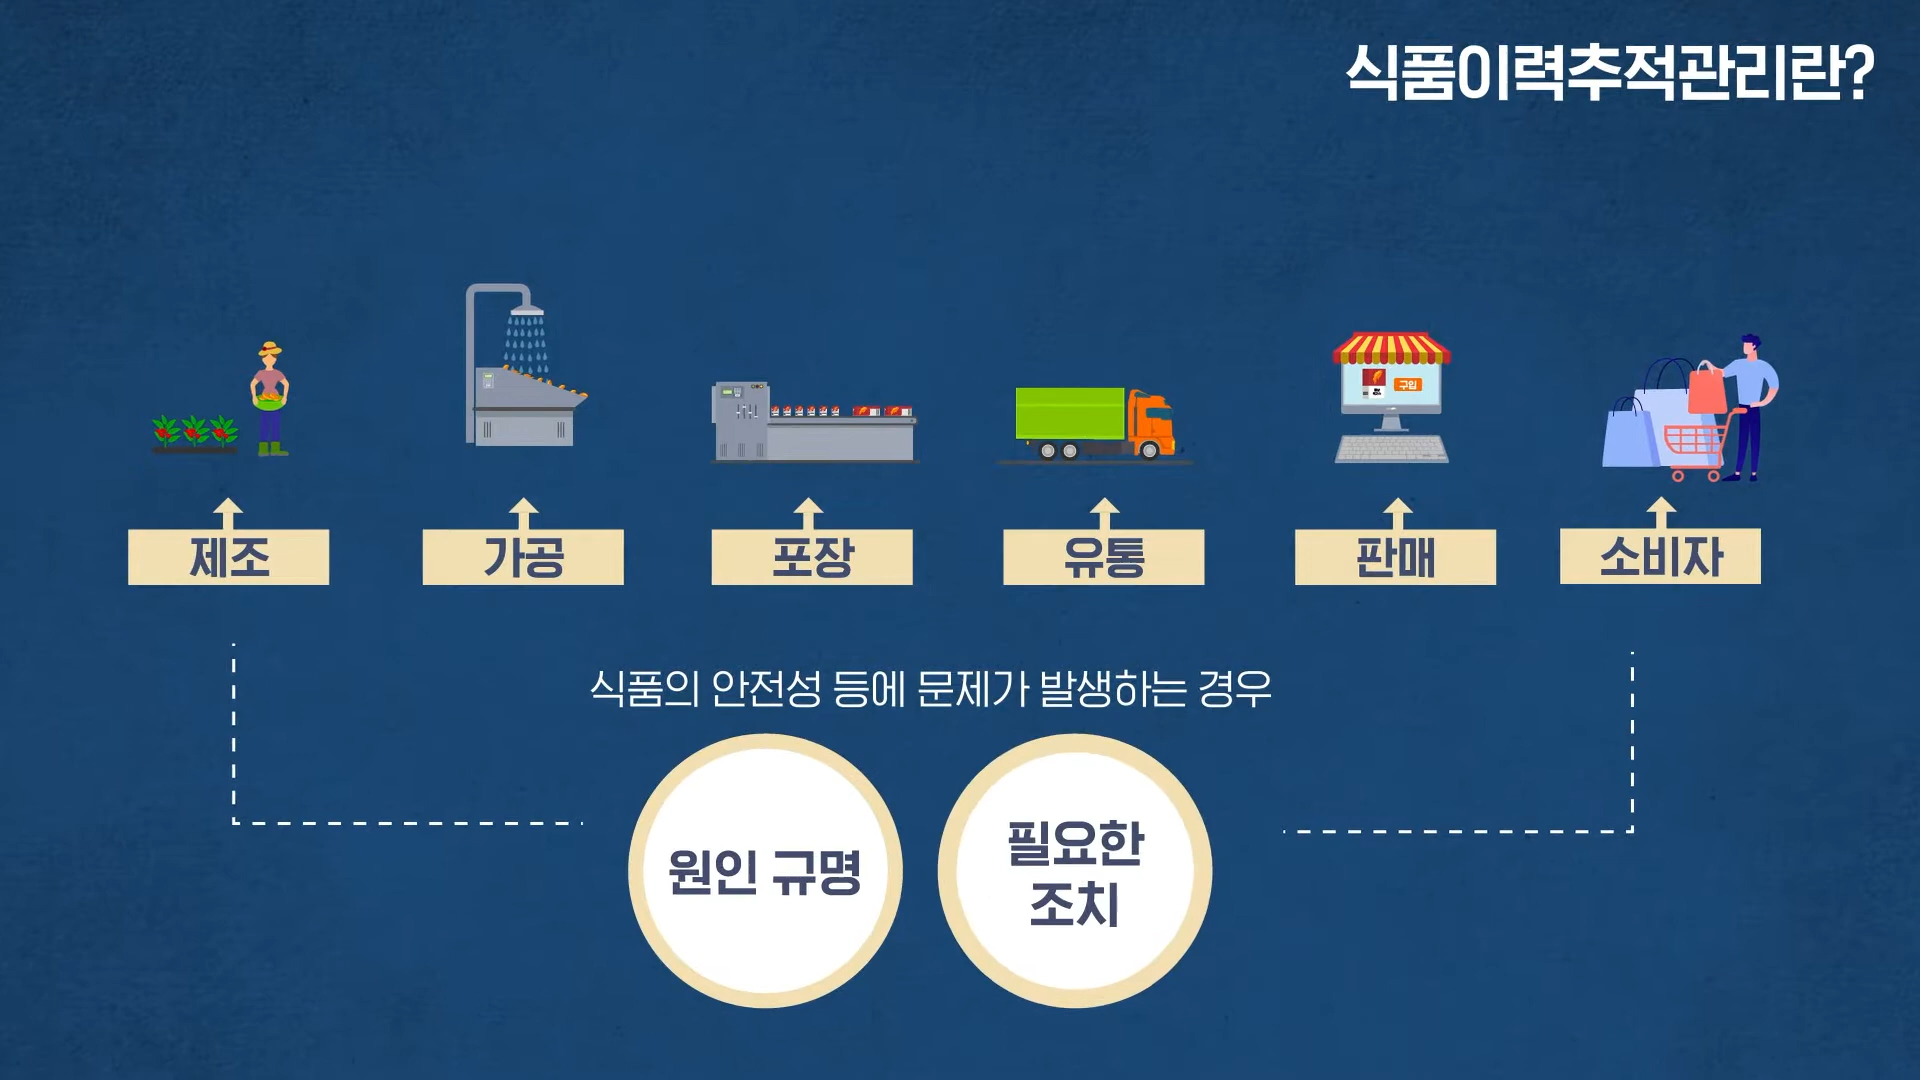 식품이력추적관리란?
구입
제조
가공
포장
유통
판매
소비자
식품의 안전성 등에 문제가 발생하는 경우
원인 규명
필요한
조치